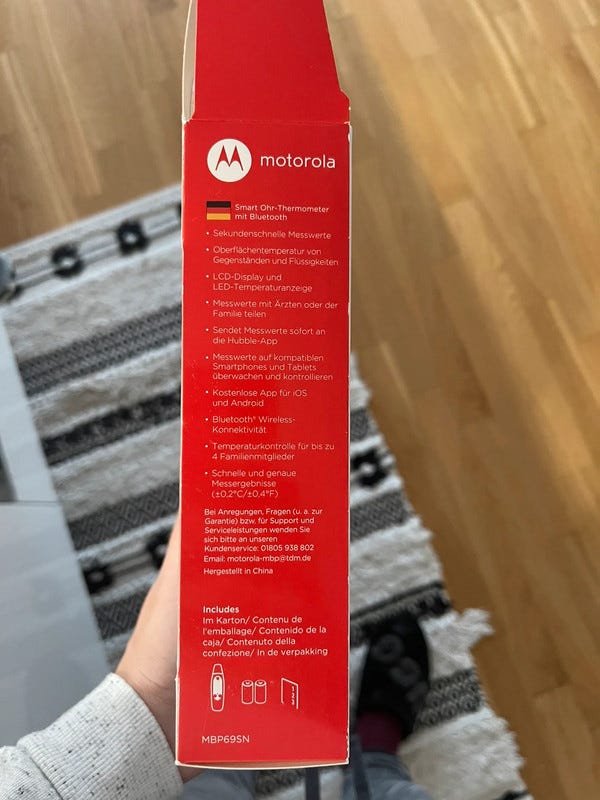 motorola
Smart Ohr-Thermometer
mit Bluetooth
• Sekundenschnelle Messwerte
• Oberflächentemperatur von
Gegenständen und Flüssigkeiten
• LCD-Display und
LED-Temperaturanzeige
• Messwerte mit Ärzten oder der
Familie teilen
• Sendet Messwerte sofort an
die Hubble-App
• Messwerte auf kompatiblen
Smartphones und Tablets
überwachen und kontrollieren
• Kostenlose App für iOS
und Android
• Bluetooth® Wireless-
Konnektivität
• Temperaturkontrolle für bis zu
4 Familienmitglieder
• Schnelle und genaue
Messergebnisse
(±0,2°C/±0,4°F)
Bei Anregungen, Fragen (u. a. zur
Garantie) bzw. für Support und
Serviceleistungen wenden Sie
sich bitte an unseren
Kundenservice: 01805 938 802
Email: motorola-mbp@tdm.de
Hergestellt in China
Includes
Im Karton/ Contenu de
l'emballage/ Contenido de la
caja/ Contenuto della
confezione/ In de verpakking
MBP69SN